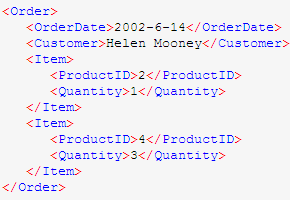 <Order>
<OrderDate>2002-6-14</OrderDate>
<Customer>Helen Mooney</Customer>
<Item>
<ProductID>2</ProductID>
<Quantity>1</Quantity>
</Item>
<Item>
<ProductID>4</ProductID>
<Quantity>3</Quantity>
</Item>
</Order>